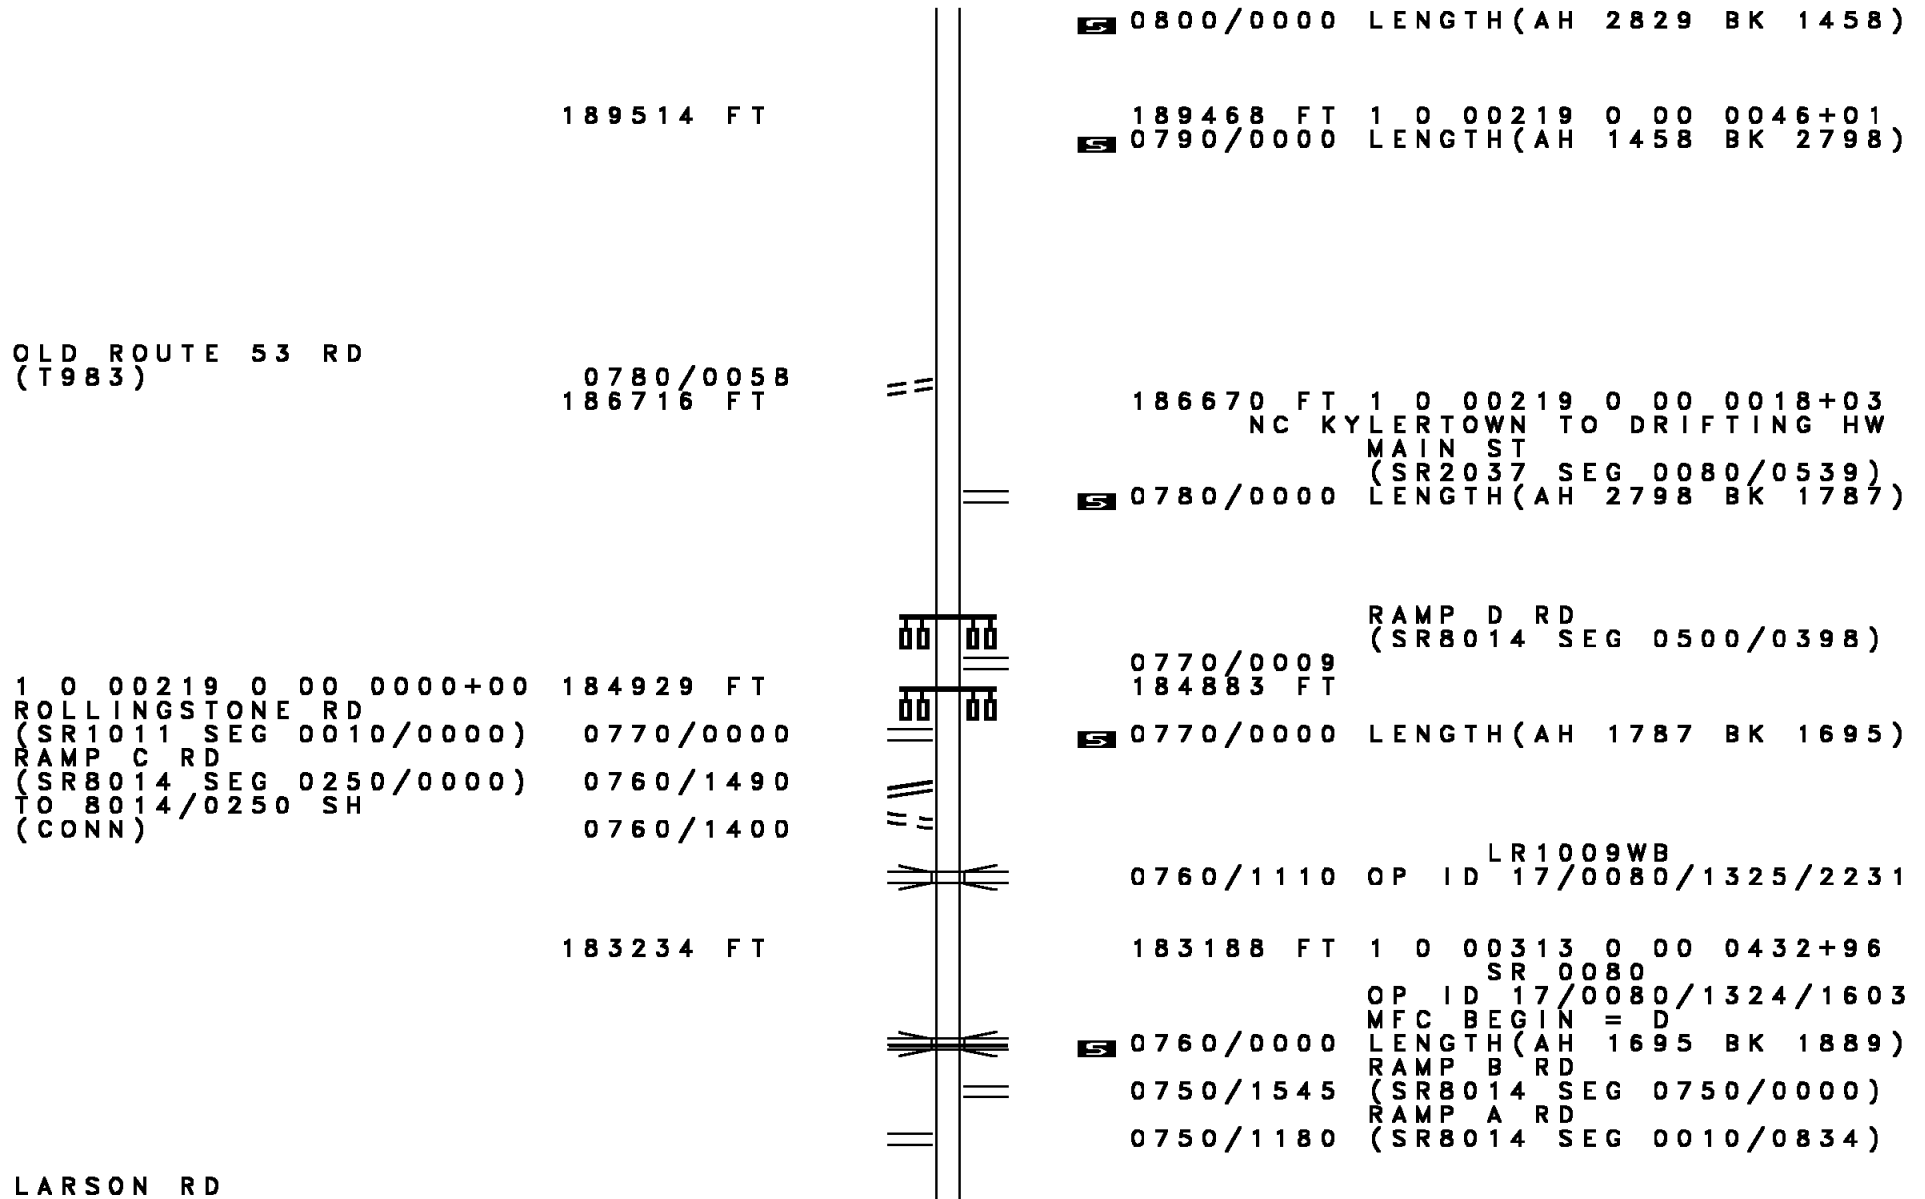 0800/0000 LENGTH(AH 2829 BK 1458)
189514 FT 189468 FT 1 0 00219 0 00 0046+01
0790/0000 LENGTH(AH 1458 BK 2798)
OLD ROUTE 53 RD
(T983) 0780/0058
186716 FT 186670 FT 1 0 00219 0 00 0018+03
NC KYLERTOWN TO DRIFTING HW
MAIN ST
(SR2037 SEG 0080/0539)
0780/0000 LENGTH(AH 2798 BK 1787)
RAMP D RD
(SR8014 SEG 0500/0398)
0770/0009
1 0 00219 0 00 0000+00 184929 FT 184883 FT
ROLLINGSTONE RD
(SR1011 SEG 0010/0000) 0770/0000 0770/0000 LENGTH(AH 1787 BK 1695)
RAMP C RD
(SR8014 SEG 0250/0000) 0760/1490
TO 8014/0250 SH
(CONN) 0760/1400
LR1009WB
0760/1110 OP ID 17/0080/1325/2231
183234 FT 183188 FT 1 0 00313 0 00 0432+96
SR 0080
OP ID 17/0080/1324/1603
MFC BEGIN = D
0760/0000 LENGTH(AH 1695 BK 1889)
RAMP B RD
0750/1545 (SR8014 SEG 0750/0000)
RAMP A RD
0750/1180 (SR8014 SEG 0010/0834)
LARSON RD